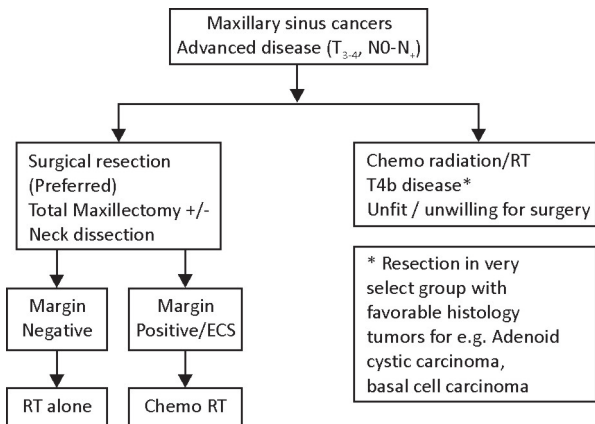 Maxillary sinus cancers
Advanced disease (T3-4, N0-N+)
Surgical resection
(Preferred)
Total Maxillectomy +/-
Neck dissection
Chemo radiation/RT
T4b disease*
Unfit / unwilling for surgery
Margin
Negative
Margin
Positive/ECS
RT alone
Chemo RT
* Resection in very
select group with
favorable histology
tumors for e.g. Adenoid
cystic carcinoma,
basal cell carcinoma